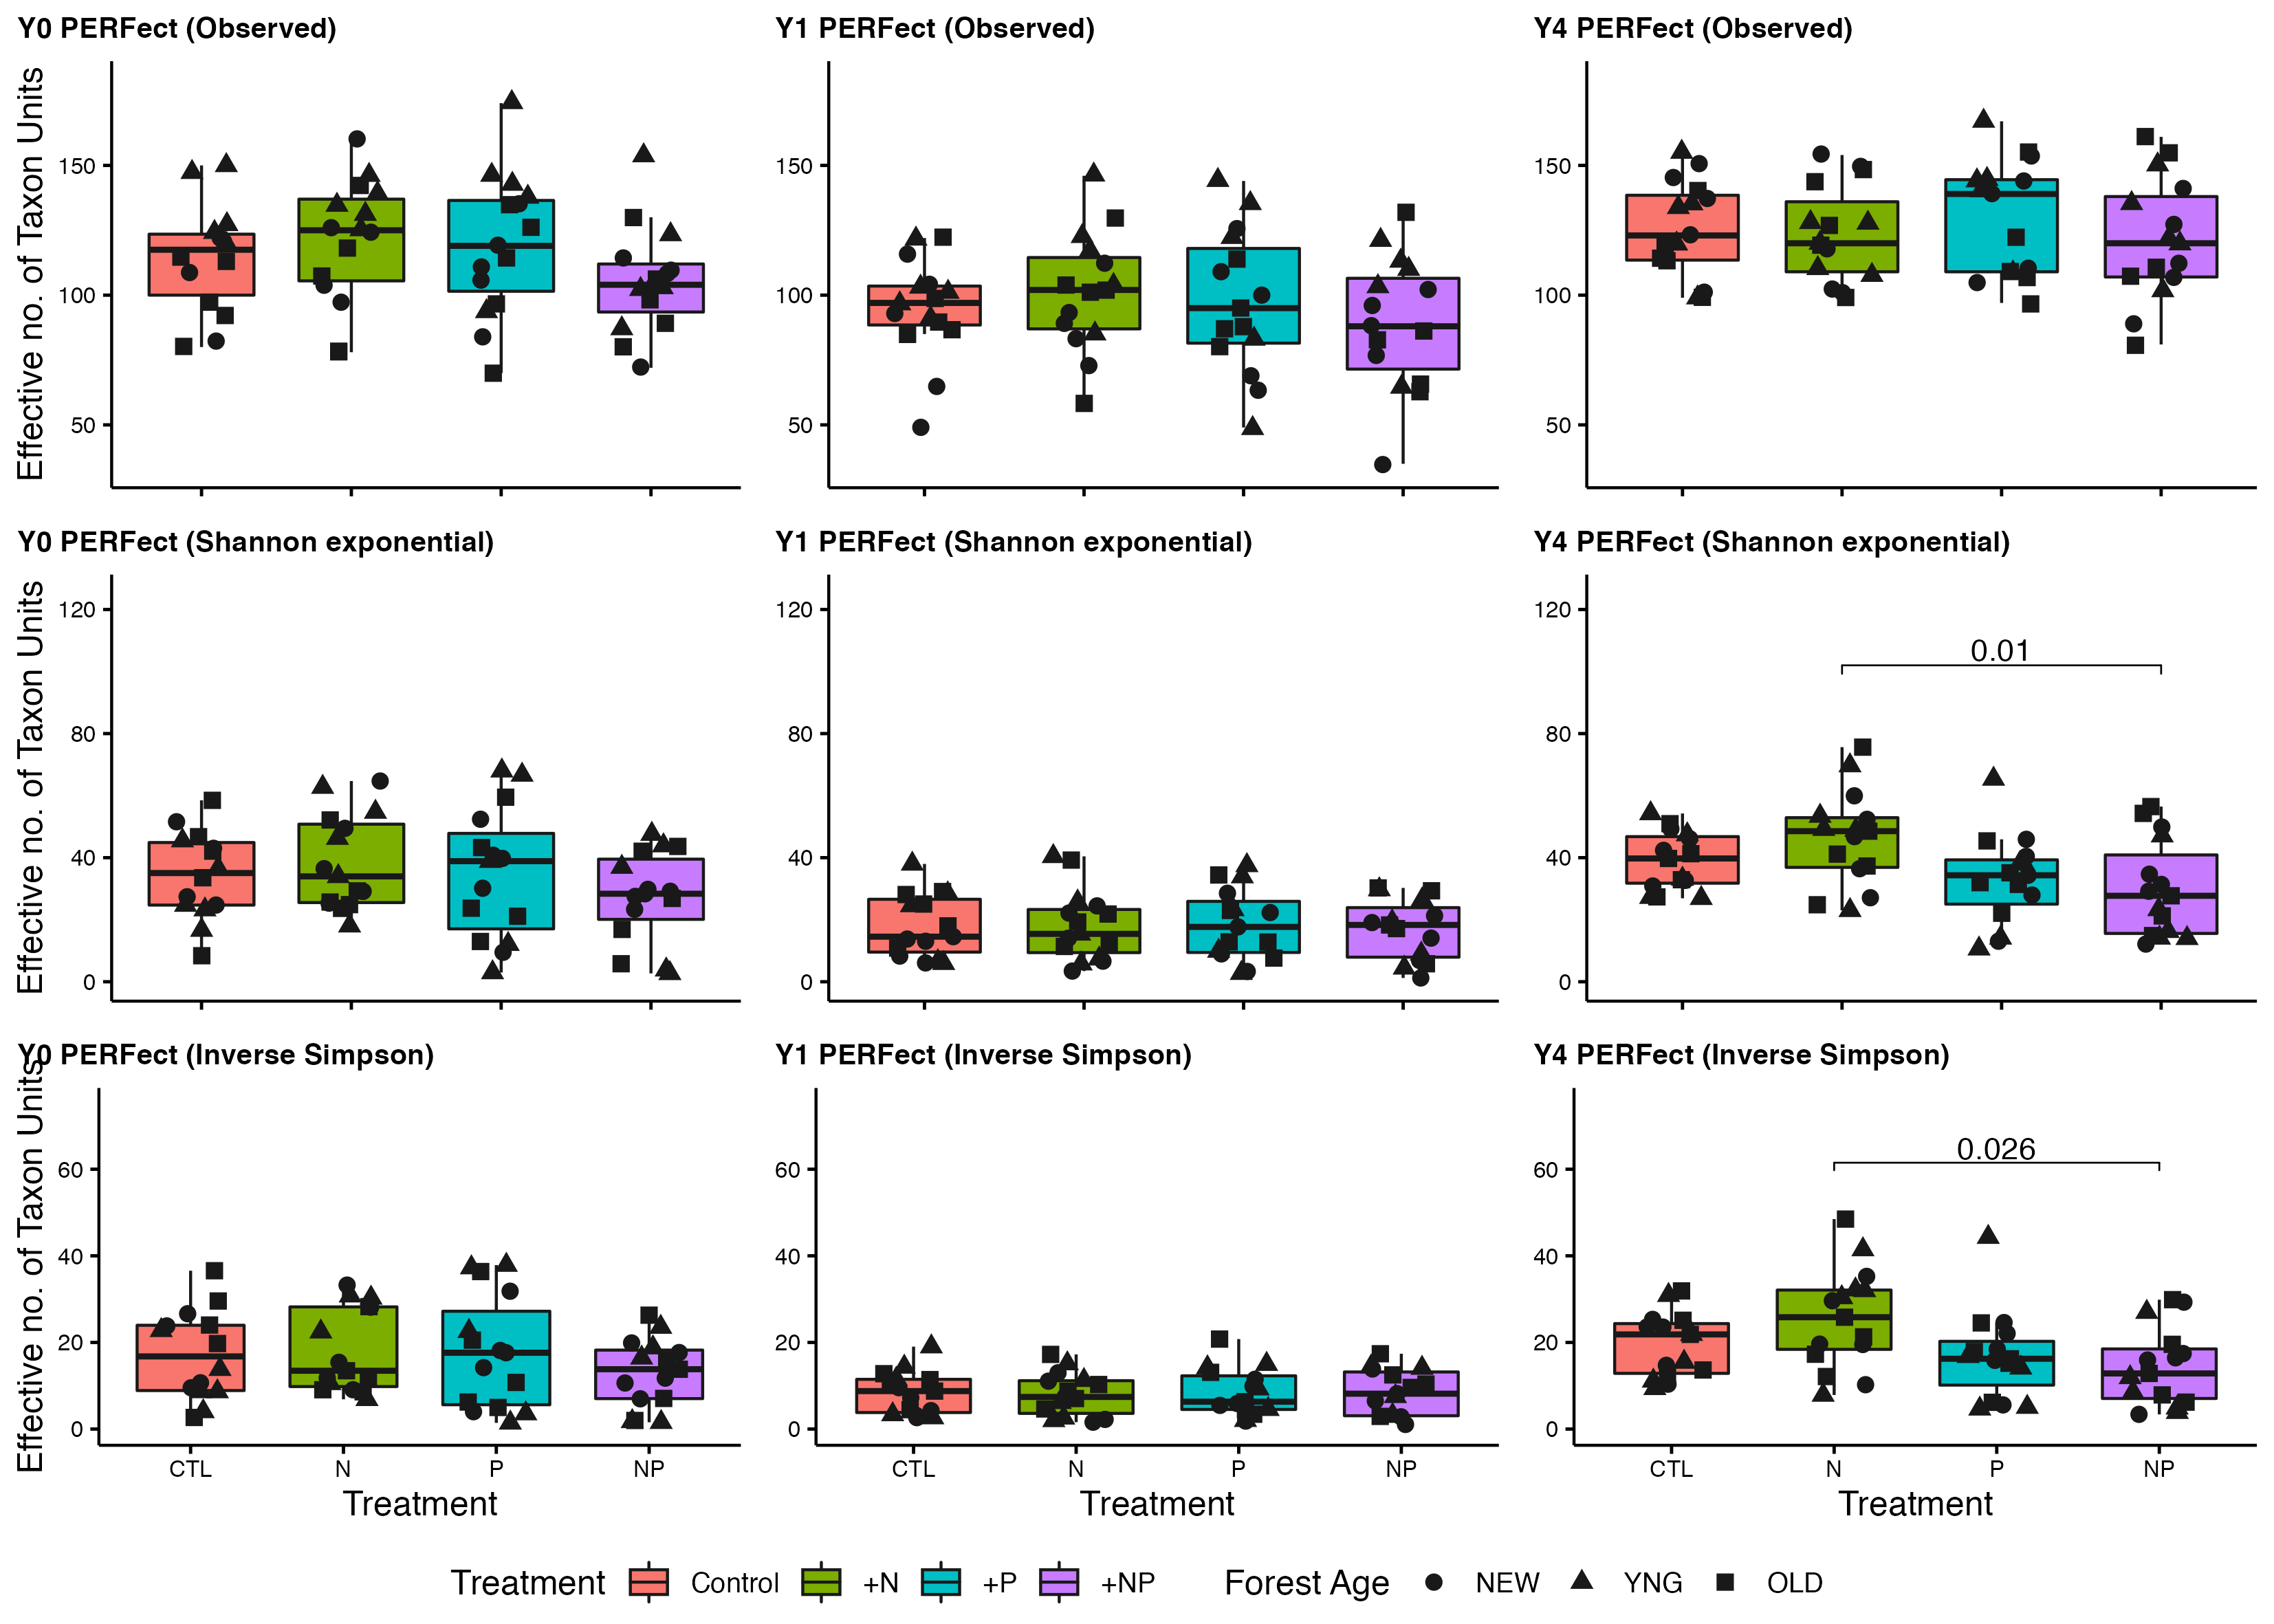 Y0 PERFect (Observed)
Y1 PERFect (Observed)
Y4 PERFect (Observed)
Effective no. of Taxon Units
150
100
50
150
100
50
150
100
50
Y0 PERFect (Shannon exponential)
Y1 PERFect (Shannon exponential)
Y4 PERFect (Shannon exponential)
Effective no. of Taxon Units
120
80
40
0
120
80
40
0
120
80
40
0
0.01
Y0 PERFect (Inverse Simpson)
Y1 PERFect (Inverse Simpson)
Y4 PERFect (Inverse Simpson)
Effective no. of Taxon Units
60
40
20
0
60
40
20
0
60
40
20
0
0.026
CTL N P NP
CTL N P NP
CTL N P NP
Treatment
Treatment
Treatment
Treatment Control +N +P +NP Forest Age NEW YNG OLD